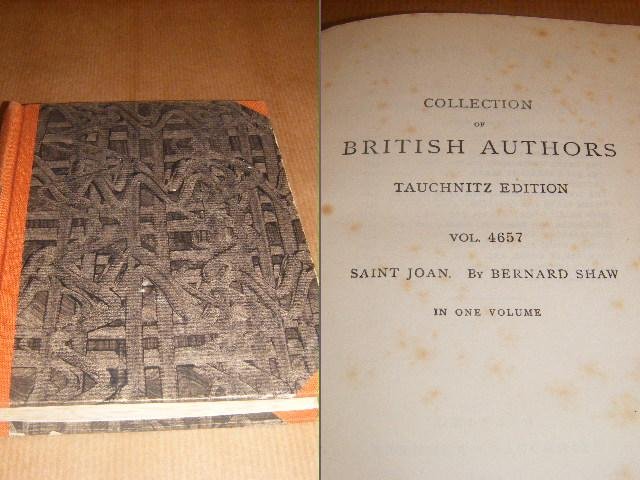 COLLECTION
OF
BRITISH AUTHORS
TAUCHNITZ EDITION
VOL. 4657
SAINT JOAN. By BERNARD SHAW
IN ONE VOLUME